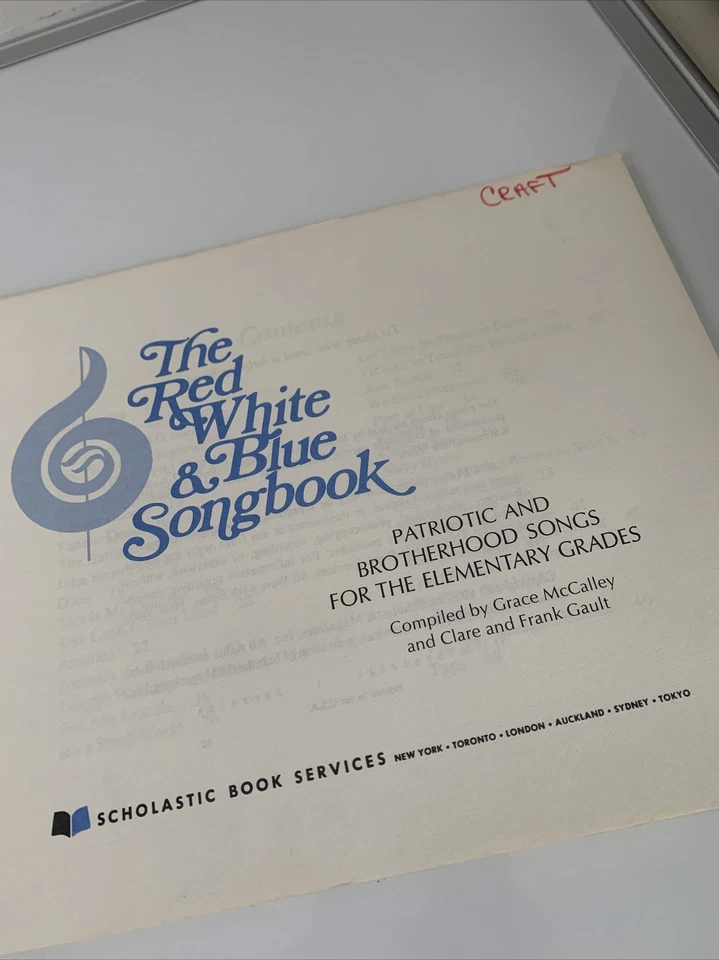 CRAFT
The
Red
White
& Blue
Songbook
PATRIOTIC AND
BROTHERHOOD SONGS
FOR THE ELEMENTARY GRADES
Compiled by Grace McCalley
and Clare and Frank Gault
SCHOLASTIC BOOK SERVICES NEW YORK • TORONTO • LONDON • AUCKLAND • SYDNEY • TOKYO